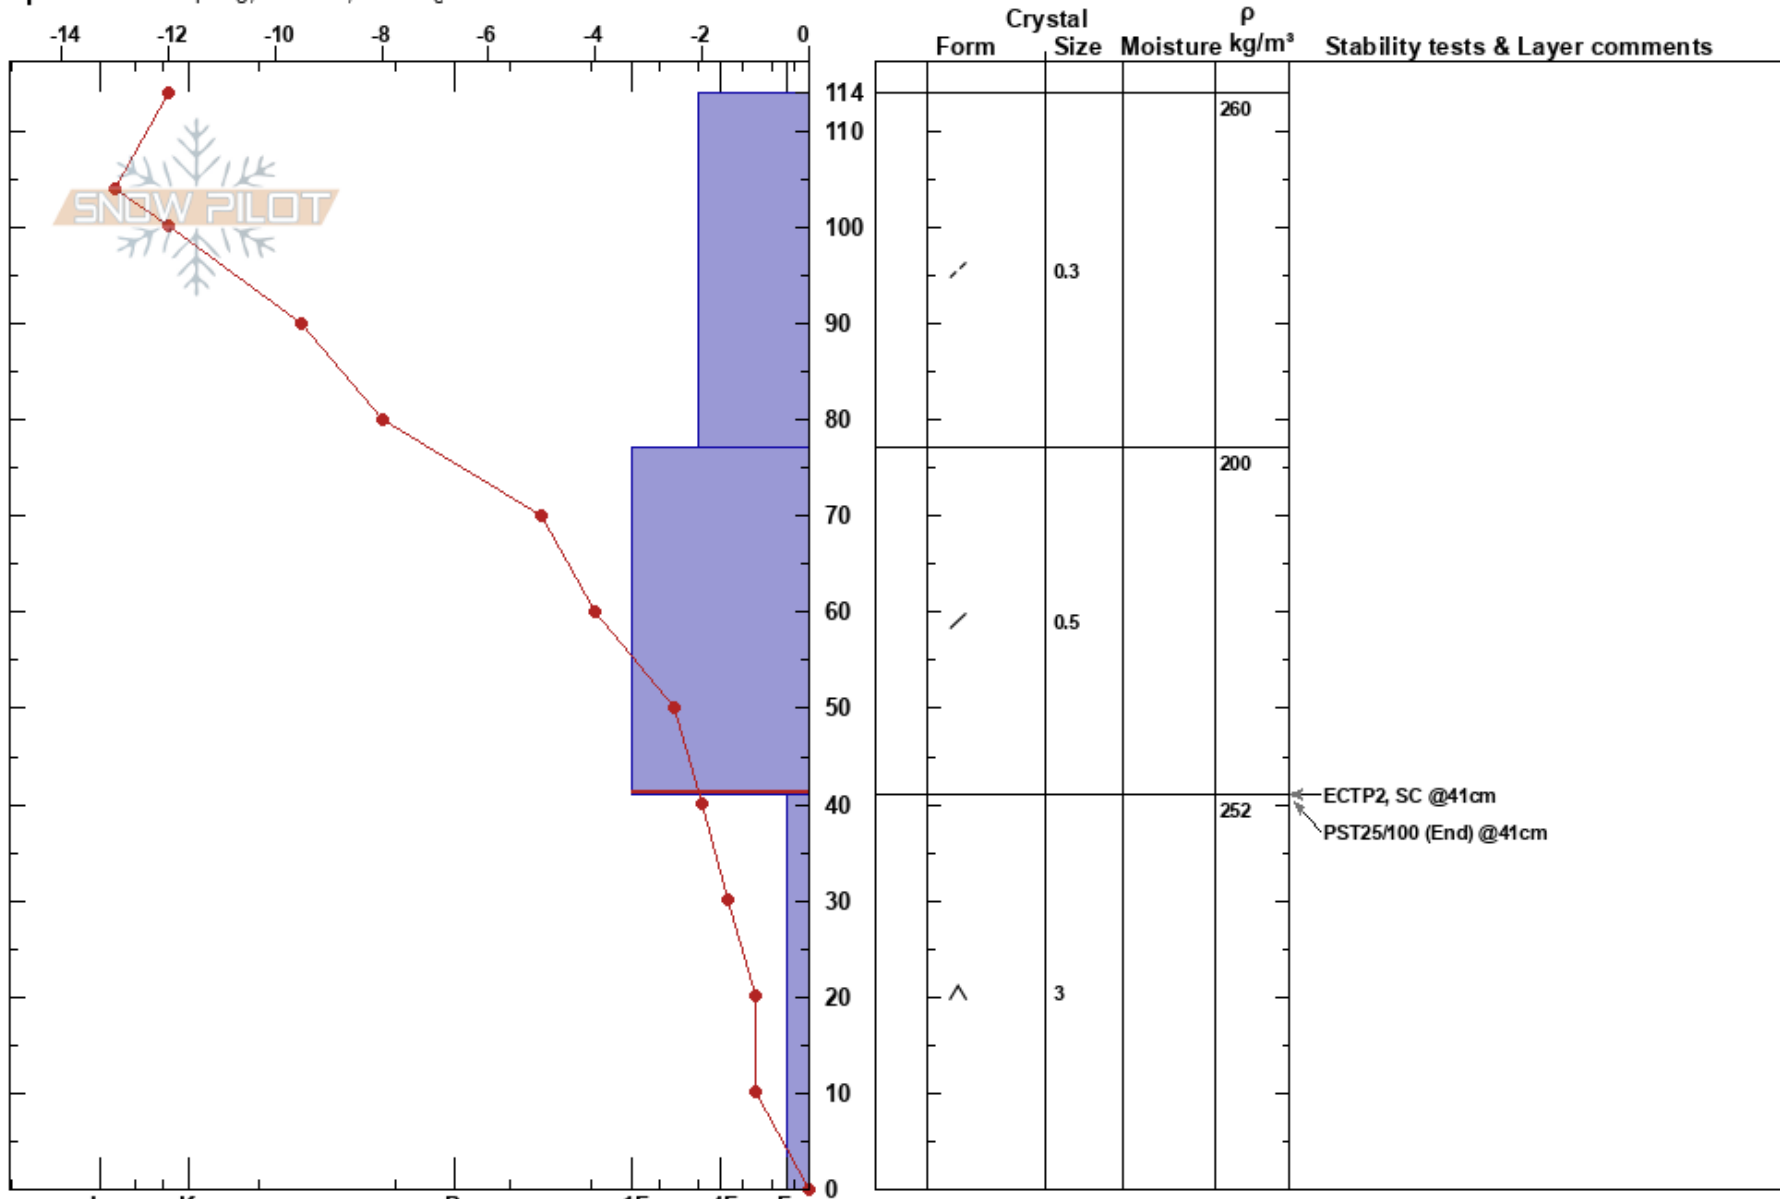 -14 -12 -10 -8 -6 -4 -2 0
Crystal ρ
Form Size Moisture kg/m³ Stability tests & Layer comments
114 260
110
SNOW PILOT
100
0.3
90
80
200
70
60
0.5
50
ECTP2, SC @41cm
40 252
PST25/100 (End) @41cm
30
20 3
10
0